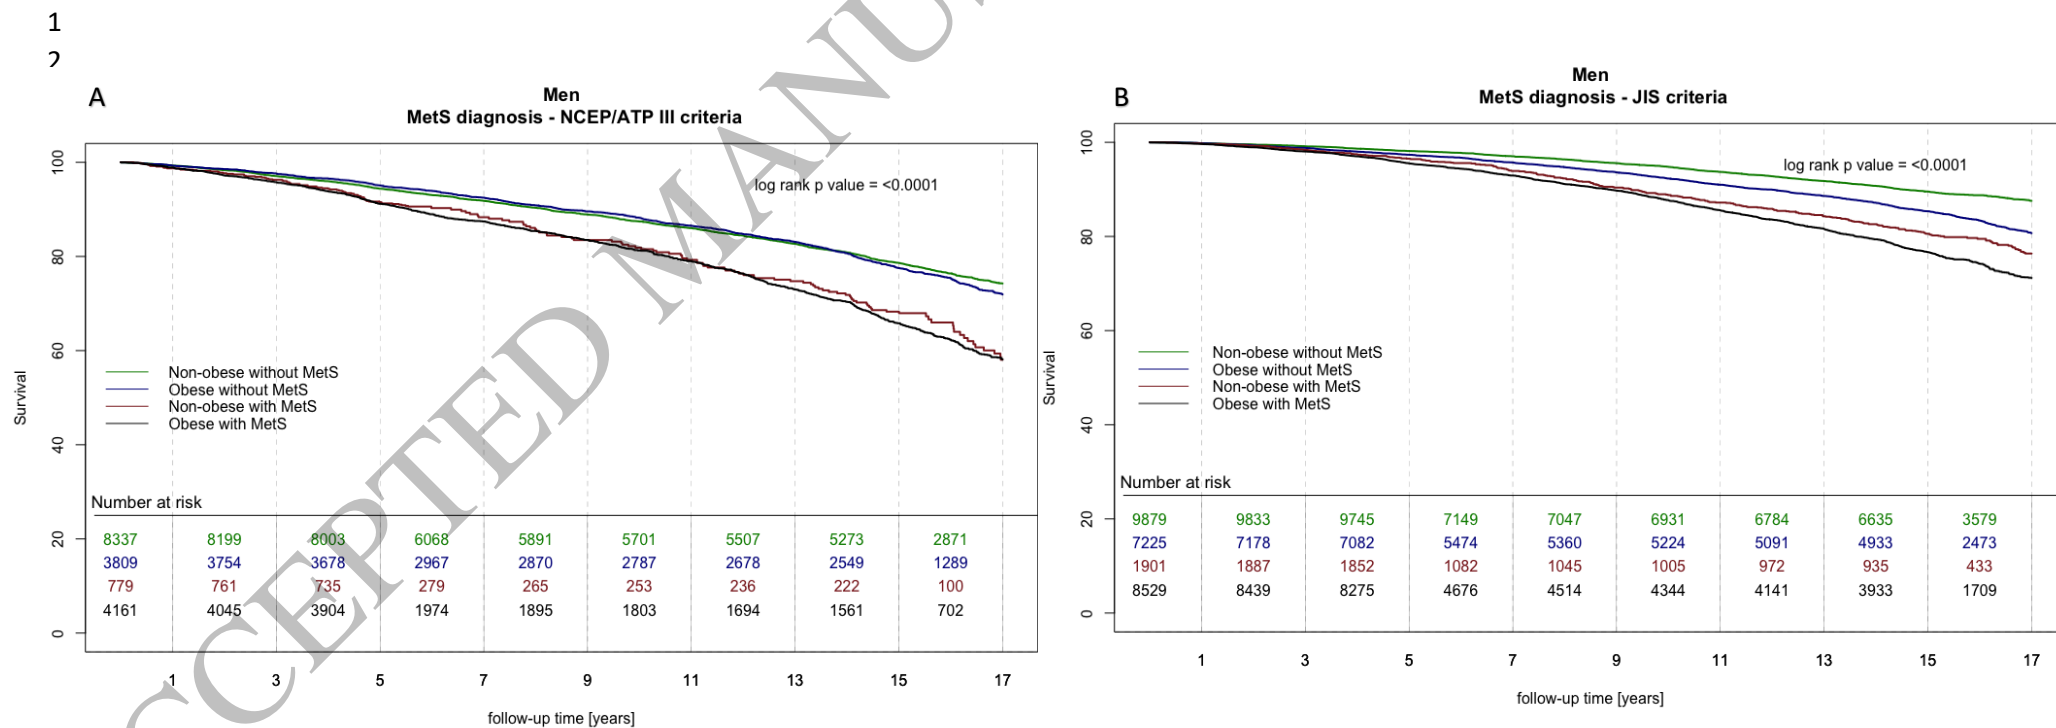 1
2
A
Men
MetS diagnosis - NCEP/ATP III criteria
100
80
60
40
20
0
Survival
log rank p value = <0.0001
Non-obese without MetS
Obese without MetS
Non-obese with MetS
Obese with MetS
Number at risk
8337 8199 8003 6068 5891 5701 5507 5273 2871
3809 3754 3678 2967 2870 2787 2678 2549 1289
779 761 735 279 265 253 236 222 100
4161 4045 3904 1974 1895 1803 1694 1561 702
1 3 5 7 9 11 13 15 17
follow-up time [years]
B
Men
MetS diagnosis - JIS criteria
100
80
60
40
20
0
Survival
log rank p value = <0.0001
Non-obese without MetS
Obese without MetS
Non-obese with MetS
Obese with MetS
Number at risk
9879 9833 9745 7149 7047 6931 6784 6635 3579
7225 7178 7082 5474 5360 5224 5091 4933 2473
1901 1887 1852 1082 1045 1005 972 935 433
8529 8439 8275 4676 4514 4344 4141 3933 1709
1 3 5 7 9 11 13 15 17
follow-up time [years]
CCEPTED MANU